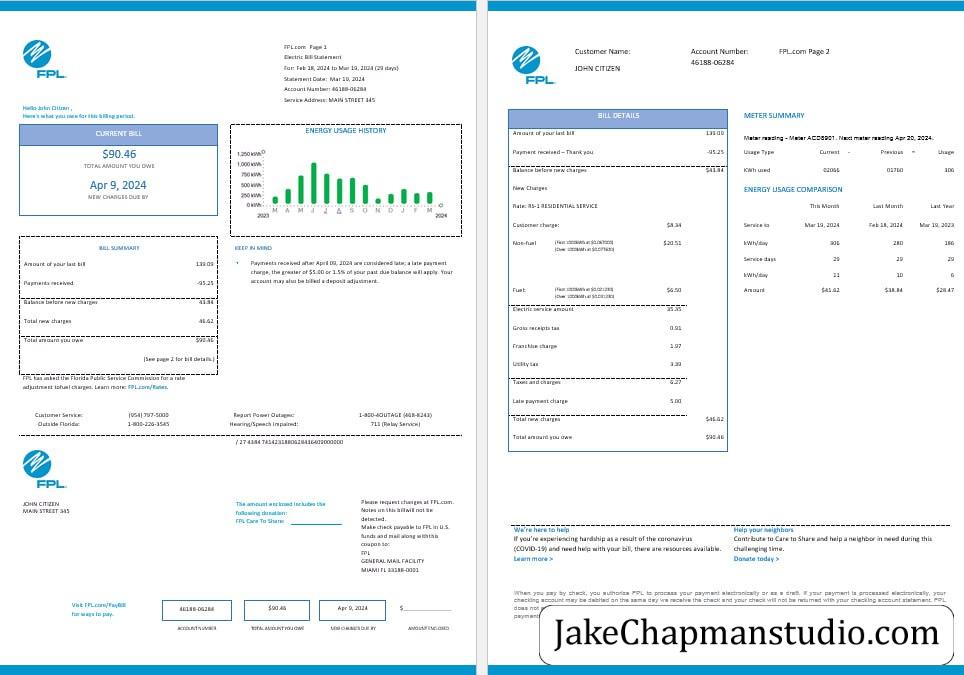 FPL.com Page 1
Electric Bill Statement
For: Feb 18, 2024 to Mar 19, 2024 (29 days)
Statement Date: Mar 19, 2024
Account Number: 46188-06284
Service Address: MAIN STREET 345
FPL.
Hello John Citizen ,
Here's what you owe for this billing period.
CURRENT BILL
$90.46
TOTAL AMOUNT YOU OWE
Apr 9, 2024
NEW CHARGES DUE BY
ENERGY USAGE HISTORY
1,250 kWh
1,000 kWh
750 kWh
500 kWh
250 kWh
0 kWh
M A M J J A S O N D J F M
2023 2024
BILL SUMMARY
Amount of your last bill 139.09
Payments received -95.25
Balance before new charges 43.84
Total new charges 46.62
Total amount you owe $90.46
(See page 2 for bill details.)
KEEP IN MIND
• Payments received after April 09, 2024 are considered late; a late payment
charge, the greater of $5.00 or 1.5% of your past due balance will apply. Your
account may also be billed a deposit adjustment.
FPL has asked the Florida Public Service Commission for a rate
adjustment tofuel charges. Learn more: FPL.com/Rates.
Customer Service: (954) 797-5000 Report Power Outages: 1-800-4OUTAGE (468-8243)
Outside Florida: 1-800-226-3545 Hearing/Speech Impaired: 711 (Relay Service)
FPL.
JOHN CITIZEN
MAIN STREET 345
The amount enclosed includes the
following donation:
FPL Care To Share:
Please request changes at FPL.com.
Notes on this billwill not be
detected.
Make check payable to FPL in U.S.
funds and mail along with this
coupon to:
FPL
GENERAL MAIL FACILITY
MIAMI FL 33188-0001
Visit FPL.com/PayBill
for ways to pay.
46188-06284 $90.46 Apr 9, 2024 $
ACCOUNT NUMBER TOTAL AMOUNT YOU OWE NEW CHARGES DUE BY AMOUNT ENCLOSED
FPL.
Customer Name:
JOHN CITIZEN
Account Number:
46188-06284
FPL.com Page 2
BILL DETAILS
Amount of your last bill 139.09
Payment received – Thank you -95.25
Balance before new charges $43.84
New Charges
Rate: RS-1 RESIDENTIAL SERVICE
Customer charge: $8.34
Non-fuel $20.51
Fuel: $6.50
Electric service amount 35.35
Gross receipts tax 0.91
Franchise charge 1.97
Utility tax 3.39
Taxes and charges 6.27
Late payment charge 5.00
Total new charges $46.62
Total amount you owe $90.46
METER SUMMARY
Meter reading - Meter ACD8901. Next meter reading Apr 20, 2024.
Usage Type Current - Previous = Usage
KWh used 02066 01760 306
ENERGY USAGE COMPARISON
This Month Last Month Last Year
Service to Mar 19, 2024 Feb 18, 2024 Mar 19, 2023
kWh/day 306 280 186
Service days 29 29 29
kWh/day 11 10 6
Amount $41.62 $38.84 $28.47
We're here to help
If you're experiencing hardship as a result of the coronavirus
(COVID-19) and need help with your bill, there are resources available.
Learn more >
Help your neighbors
Contribute to Care to Share and help a neighbor in need during this
challenging time.
Donate today >
When you pay by check, you authorize FPL to process your payment electronically or as a draft. If your payment is processed electronically, your
checking account may be debited on the same day we receive the check and your check will not be returned with your checking account statement. FPL
does not
payment
JakeChapmanstudio.com